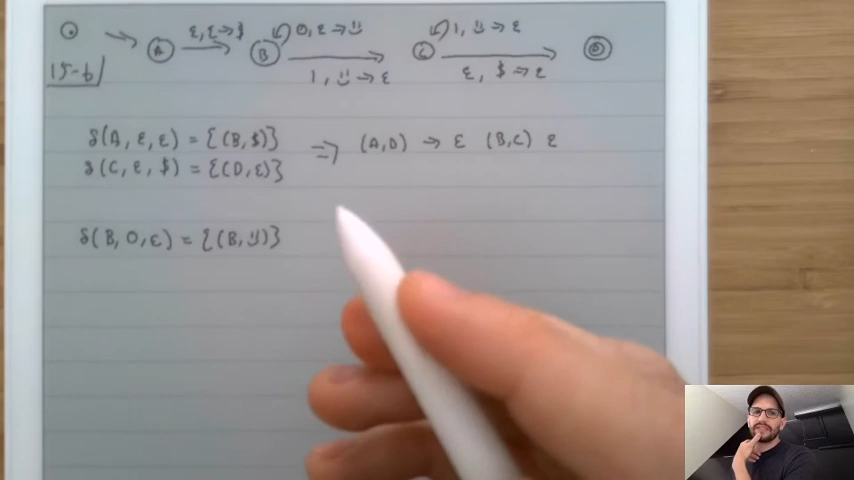 A ε, ε → $ B 0, ε → ü 1, ü → ε C 1, ü → ε ε, $ → ε D
15-6
δ(A, ε, ε) = {(B, $)} ⇒ (A,D) → ε (B,C) ε
δ(C, ε, $) = {(D, ε)}
δ(B, 0, ε) = {(B, ü)}